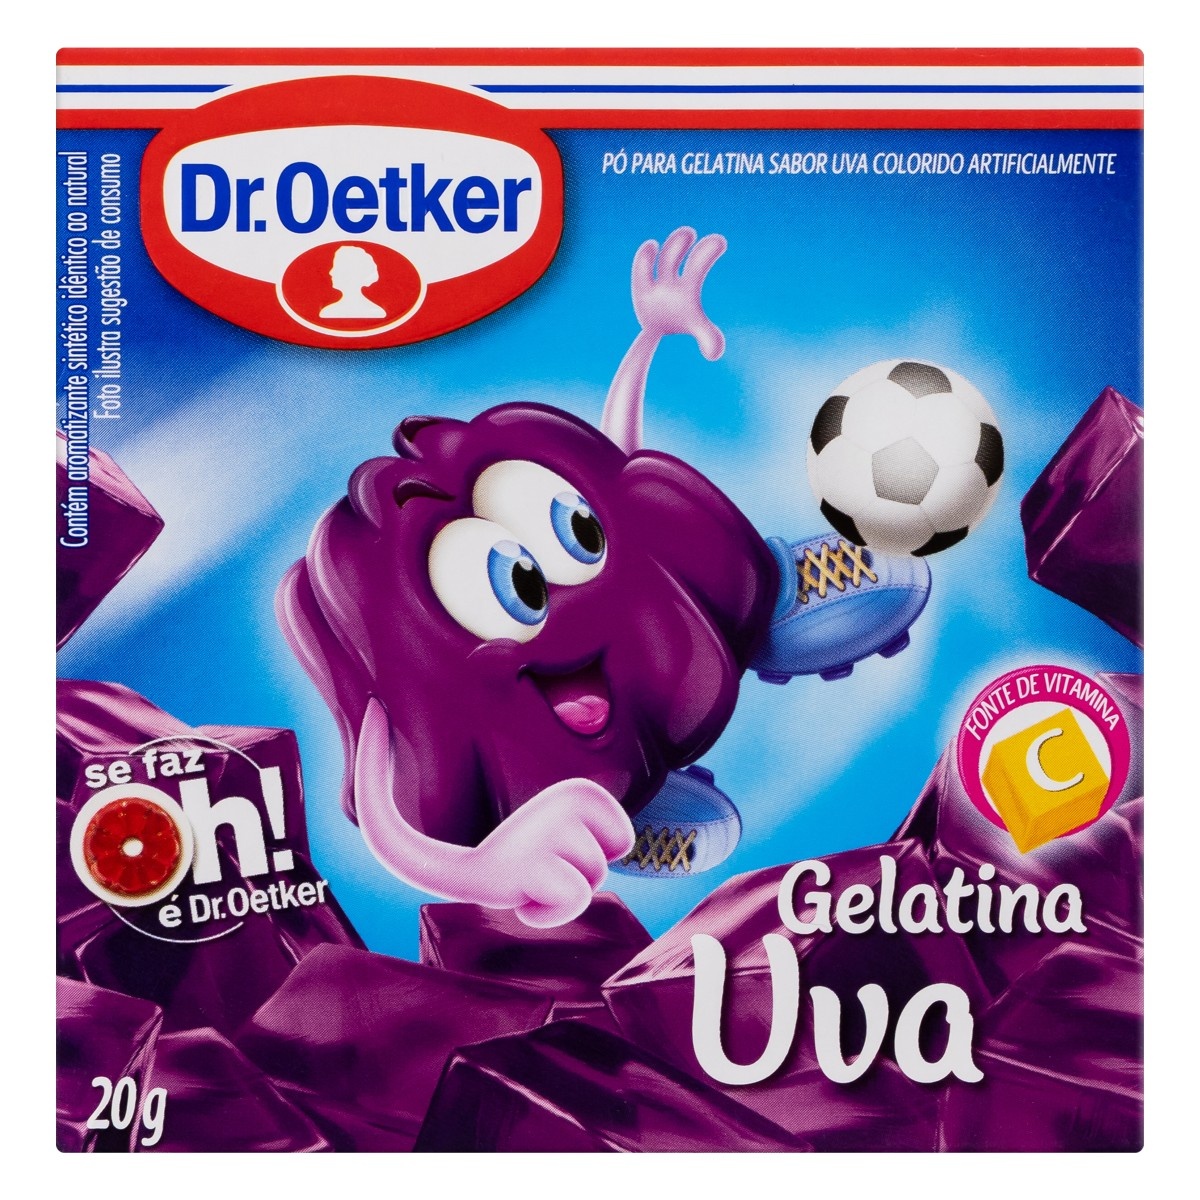 Dr. Oetker
PÓ PARA GELATINA SABOR UVA COLORIDO ARTIFICIALMENTE
Contém aromatizante sintético idêntico ao natural
Foto ilustra sugestão de consumo
FONTE DE VITAMINA
C
se faz
Oh!
é Dr. Oetker
Gelatina
Uva
20g